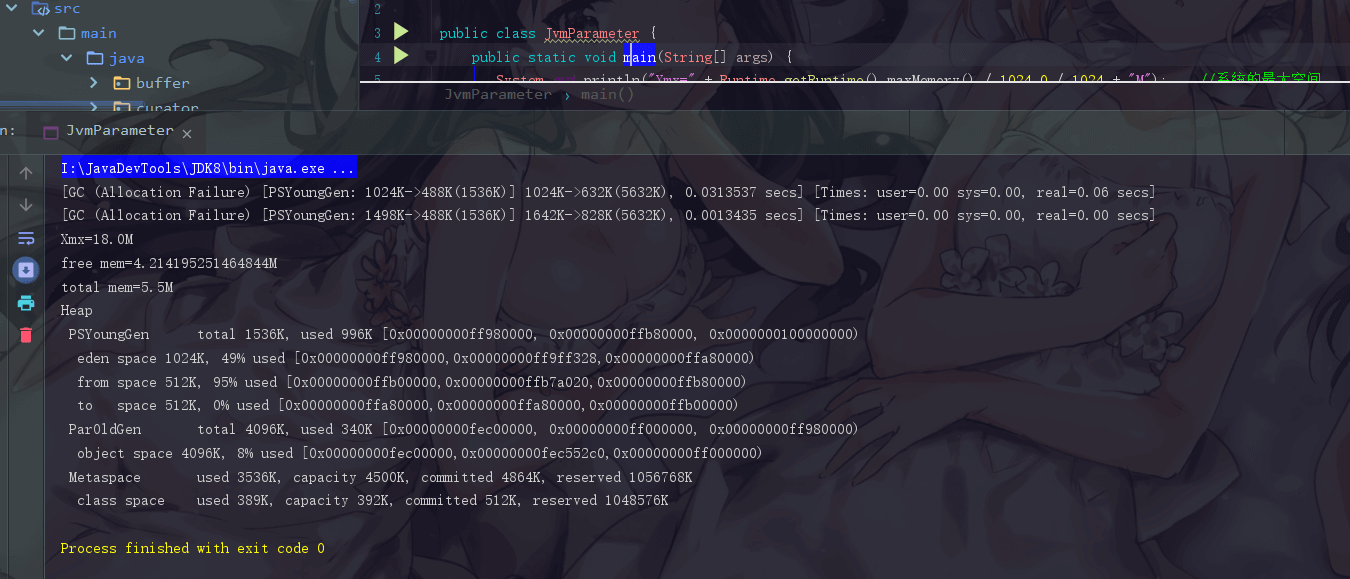 src
main
java
buffer
curator
2
3 public class JvmParameter {
4 public static void main(String[] args) {
5 System println("Xmx=" + Runtime.getRuntime().maxMemory() / 1024.0 / 1024 + "M"); //系统的最大空间
JvmParameter › main()
n: JvmParameter ×
I:\JavaDevTools\JDK8\bin\java.exe ...
[GC (Allocation Failure) [PSYoungGen: 1024K->488K(1536K)] 1024K->632K(5632K), 0.0313537 secs] [Times: user=0.00 sys=0.00, real=0.06 secs]
[GC (Allocation Failure) [PSYoungGen: 1498K->488K(1536K)] 1642K->828K(5632K), 0.0013435 secs] [Times: user=0.00 sys=0.00, real=0.00 secs]
Xmx=18.0M
free mem=4.214195251464844M
total mem=5.5M
Heap
PSYoungGen total 1536K, used 996K [0x00000000ff980000, 0x00000000ffb80000, 0x0000000100000000)
eden space 1024K, 49% used [0x00000000ff980000,0x00000000ff9ff328,0x00000000ffa80000)
from space 512K, 95% used [0x00000000ffb00000,0x00000000ffb7a020,0x00000000ffb80000)
to space 512K, 0% used [0x00000000ffa80000,0x00000000ffa80000,0x00000000ffb00000)
ParOldGen total 4096K, used 340K [0x00000000fec00000, 0x00000000ff000000, 0x00000000ff980000)
object space 4096K, 8% used [0x00000000fec00000,0x00000000fec552c0,0x00000000ff000000)
Metaspace used 3536K, capacity 4500K, committed 4864K, reserved 1056768K
class space used 389K, capacity 392K, committed 512K, reserved 1048576K
Process finished with exit code 0